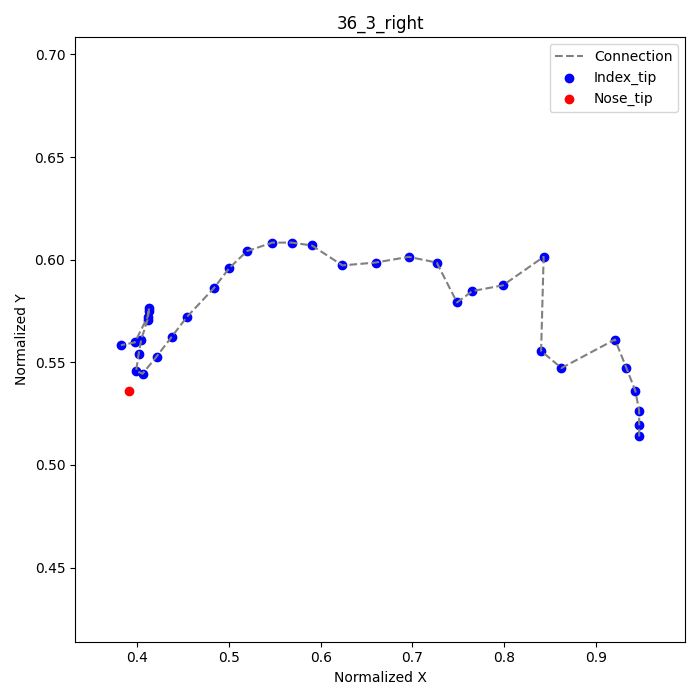 36_3_right
Connection
Index_tip
Nose_tip
0.70
0.65
0.60
0.55
0.50
0.45
Normalized Y
0.4 0.5 0.6 0.7 0.8 0.9
Normalized X